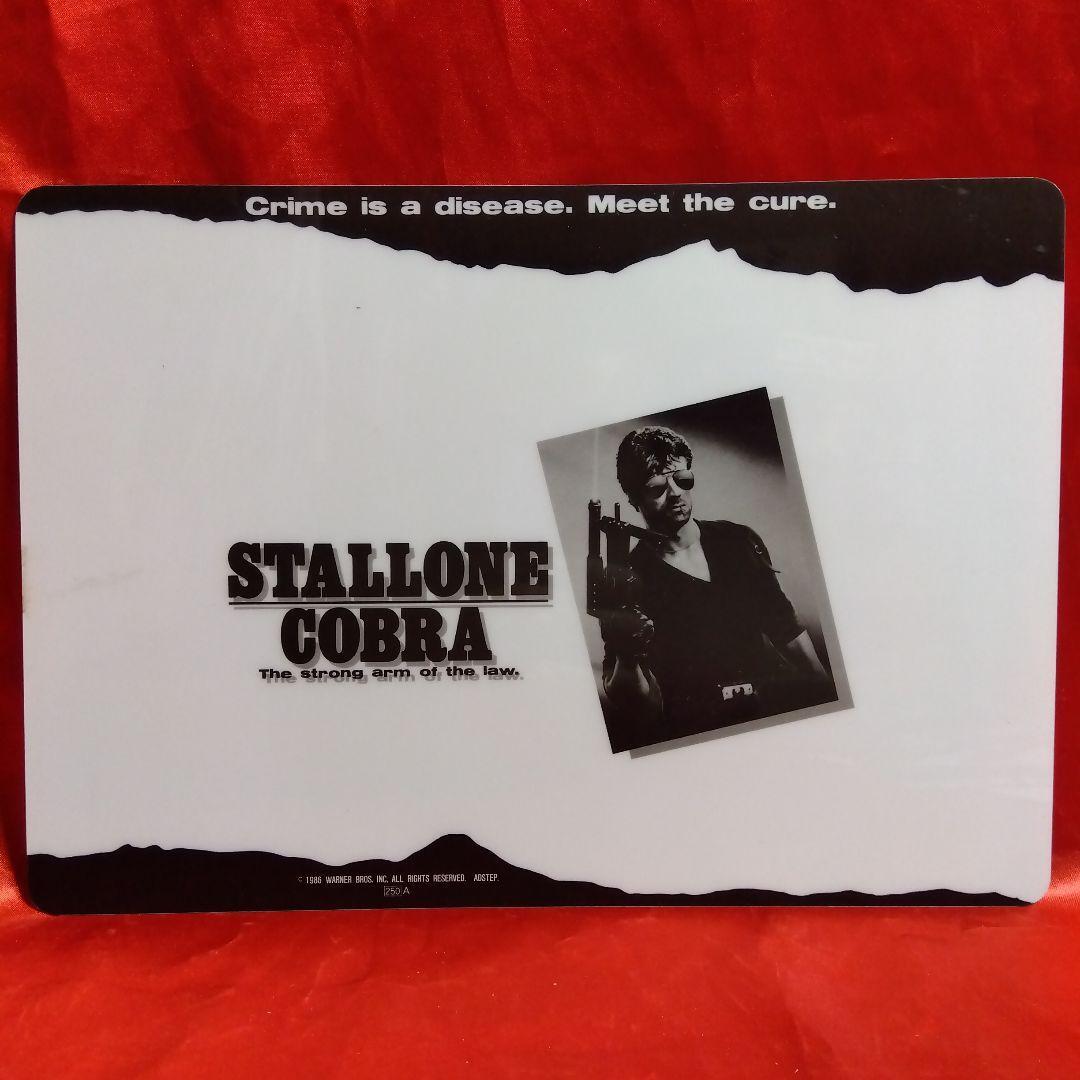 Crime is a disease. Meet the cure.
STALLONE
COBRA
The strong arm of the law.
© 1986 WARNER BROS. INC. ALL RIGHTS RESERVED. ADSTEP.
250 A